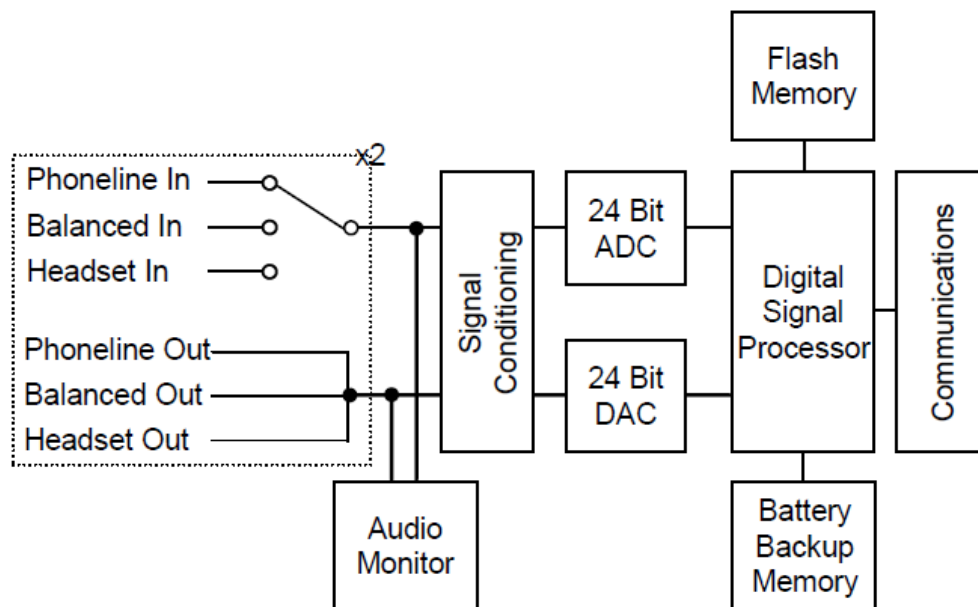 Flash
Memory
x2
Phoneline In
Balanced In
Headset In
Phoneline Out
Balanced Out
Headset Out
Signal
Conditioning
24 Bit
ADC
24 Bit
DAC
Digital
Signal
Processor
Communications
Audio
Monitor
Battery
Backup
Memory